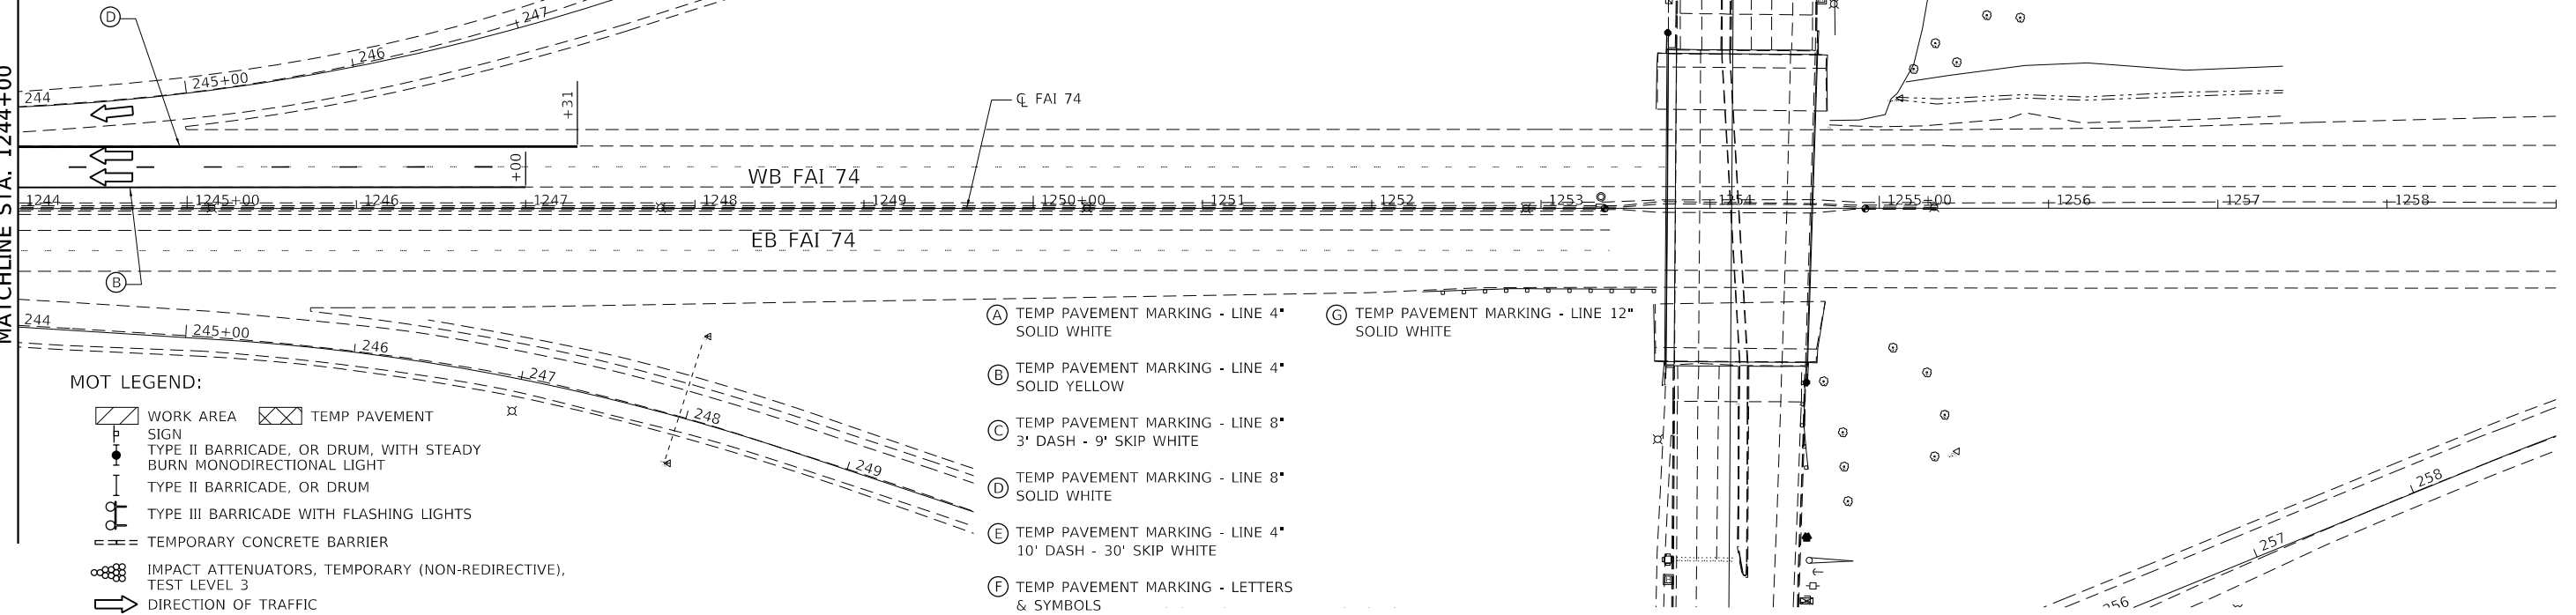 D
247
246
245+00
244
+31
℄ FAI 74
MATCHLINE STA. 1244+00
+00
WB FAI 74
1244 1245+00 1246 1247 1248 1249 1250+00 1251 1252 1253 1254 1255+00 1256 1257 1258
EB FAI 74
B
244
245+00
246
247
248
249
MOT LEGEND:
WORK AREA
TEMP PAVEMENT
SIGN
TYPE II BARRICADE, OR DRUM, WITH STEADY
BURN MONODIRECTIONAL LIGHT
TYPE II BARRICADE, OR DRUM
TYPE III BARRICADE WITH FLASHING LIGHTS
TEMPORARY CONCRETE BARRIER
IMPACT ATTENUATORS, TEMPORARY (NON-REDIRECTIVE),
TEST LEVEL 3
DIRECTION OF TRAFFIC
A TEMP PAVEMENT MARKING - LINE 4"
SOLID WHITE
B TEMP PAVEMENT MARKING - LINE 4"
SOLID YELLOW
C TEMP PAVEMENT MARKING - LINE 8"
3' DASH - 9' SKIP WHITE
D TEMP PAVEMENT MARKING - LINE 8"
SOLID WHITE
E TEMP PAVEMENT MARKING - LINE 4"
10' DASH - 30' SKIP WHITE
F TEMP PAVEMENT MARKING - LETTERS
& SYMBOLS
G TEMP PAVEMENT MARKING - LINE 12"
SOLID WHITE
258
257
256